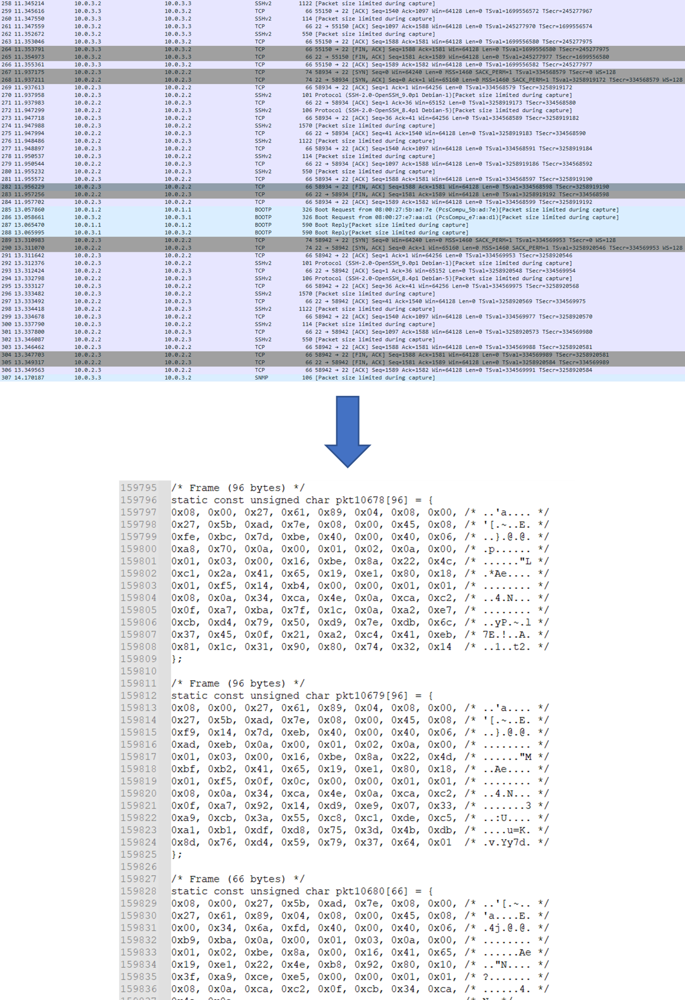 258 11.345214 10.0.3.2 10.0.3.3 SSHv2 1122 [Packet size limited during capture]
259 11.345616 10.0.3.3 10.0.3.2 TCP 66 55150 → 22 [ACK] Seq=1540 Ack=1097 Win=64128 Len=0 TSval=1699556572 TSecr=245277967
260 11.347550 10.0.3.3 10.0.3.2 SSHv2 114 [Packet size limited during capture]
261 11.347559 10.0.3.2 10.0.3.3 TCP 66 22 → 55150 [ACK] Seq=1097 Ack=1588 Win=64128 Len=0 TSval=245277970 TSecr=1699556574
262 11.352672 10.0.3.2 10.0.3.3 SSHv2 550 [Packet size limited during capture]
263 11.353046 10.0.3.3 10.0.3.2 TCP 66 55150 → 22 [ACK] Seq=1588 Ack=1581 Win=64128 Len=0 TSval=1699556580 TSecr=245277975
264 11.353791 10.0.3.3 10.0.3.2 TCP 66 55150 → 22 [FIN, ACK] Seq=1588 Ack=1581 Win=64128 Len=0 TSval=1699556580 TSecr=245277975
265 11.354973 10.0.3.2 10.0.3.3 TCP 66 22 → 55150 [FIN, ACK] Seq=1581 Ack=1589 Win=64128 Len=0 TSval=245277977 TSecr=1699556580
266 11.355361 10.0.3.3 10.0.3.2 TCP 66 55150 → 22 [ACK] Seq=1589 Ack=1582 Win=64128 Len=0 TSval=1699556582 TSecr=245277977
267 11.937175 10.0.2.3 10.0.2.2 TCP 74 58934 → 22 [SYN] Seq=0 Win=64240 Len=0 MSS=1460 SACK_PERM=1 TSval=334568579 TSecr=0 WS=128
268 11.937211 10.0.2.2 10.0.2.3 TCP 74 22 → 58934 [SYN, ACK] Seq=0 Ack=1 Win=65160 Len=0 MSS=1460 SACK_PERM=1 TSval=3258919172 TSecr=334568579 WS=128
269 11.937613 10.0.2.3 10.0.2.2 TCP 66 58934 → 22 [ACK] Seq=1 Ack=1 Win=64256 Len=0 TSval=334568579 TSecr=3258919172
270 11.937958 10.0.2.3 10.0.2.2 SSHv2 101 Protocol (SSH-2.0-OpenSSH_9.0p1 Debian-1)[Packet size limited during capture]
271 11.937983 10.0.2.2 10.0.2.3 TCP 66 22 → 58934 [ACK] Seq=1 Ack=36 Win=65152 Len=0 TSval=3258919173 TSecr=334568580
272 11.947299 10.0.2.2 10.0.2.3 SSHv2 106 Protocol (SSH-2.0-OpenSSH_8.4p1 Debian-5)[Packet size limited during capture]
273 11.947718 10.0.2.3 10.0.2.2 TCP 66 58934 → 22 [ACK] Seq=36 Ack=41 Win=64256 Len=0 TSval=334568589 TSecr=3258919182
274 11.947988 10.0.2.3 10.0.2.2 SSHv2 1570 [Packet size limited during capture]
275 11.947994 10.0.2.2 10.0.2.3 TCP 66 22 → 58934 [ACK] Seq=41 Ack=1540 Win=64128 Len=0 TSval=3258919183 TSecr=334568590
276 11.948486 10.0.2.2 10.0.2.3 SSHv2 1122 [Packet size limited during capture]
277 11.948897 10.0.2.3 10.0.2.2 TCP 66 58934 → 22 [ACK] Seq=1540 Ack=1097 Win=64128 Len=0 TSval=334568591 TSecr=3258919184
278 11.950537 10.0.2.3 10.0.2.2 SSHv2 114 [Packet size limited during capture]
279 11.950544 10.0.2.2 10.0.2.3 TCP 66 22 → 58934 [ACK] Seq=1097 Ack=1588 Win=64128 Len=0 TSval=3258919186 TSecr=334568592
280 11.955232 10.0.2.2 10.0.2.3 SSHv2 550 [Packet size limited during capture]
281 11.955572 10.0.2.3 10.0.2.2 TCP 66 58934 → 22 [ACK] Seq=1588 Ack=1581 Win=64128 Len=0 TSval=334568597 TSecr=3258919190
282 11.956229 10.0.2.3 10.0.2.2 TCP 66 58934 → 22 [FIN, ACK] Seq=1588 Ack=1581 Win=64128 Len=0 TSval=334568598 TSecr=3258919190
283 11.957256 10.0.2.2 10.0.2.3 TCP 66 22 → 58934 [FIN, ACK] Seq=1581 Ack=1589 Win=64128 Len=0 TSval=3258919192 TSecr=334568598
284 11.957702 10.0.2.3 10.0.2.2 TCP 66 58934 → 22 [ACK] Seq=1589 Ack=1582 Win=64128 Len=0 TSval=334568599 TSecr=3258919192
285 13.057860 10.0.1.2 10.0.1.1 BOOTP 326 Boot Request from 08:00:27:5b:ad:7e (PcsCompu_5b:ad:7e)[Packet size limited during capture]
286 13.058661 10.0.3.2 10.0.3.1 BOOTP 326 Boot Request from 08:00:27:e7:aa:d1 (PcsCompu_e7:aa:d1)[Packet size limited during capture]
287 13.065470 10.0.1.1 10.0.1.2 BOOTP 590 Boot Reply[Packet size limited during capture]
288 13.065995 10.0.3.1 10.0.3.2 BOOTP 590 Boot Reply[Packet size limited during capture]
289 13.310983 10.0.2.3 10.0.2.2 TCP 74 58942 → 22 [SYN] Seq=0 Win=64240 Len=0 MSS=1460 SACK_PERM=1 TSval=334569953 TSecr=0 WS=128
290 13.311070 10.0.2.2 10.0.2.3 TCP 74 22 → 58942 [SYN, ACK] Seq=0 Ack=1 Win=65160 Len=0 MSS=1460 SACK_PERM=1 TSval=3258920546 TSecr=334569953 WS=128
291 13.311642 10.0.2.3 10.0.2.2 TCP 66 58942 → 22 [ACK] Seq=1 Ack=1 Win=64256 Len=0 TSval=334569953 TSecr=3258920546
292 13.312376 10.0.2.3 10.0.2.2 SSHv2 101 Protocol (SSH-2.0-OpenSSH_9.0p1 Debian-1)[Packet size limited during capture]
293 13.312424 10.0.2.2 10.0.2.3 TCP 66 22 → 58942 [ACK] Seq=1 Ack=36 Win=65152 Len=0 TSval=3258920548 TSecr=334569954
294 13.332798 10.0.2.2 10.0.2.3 SSHv2 106 Protocol (SSH-2.0-OpenSSH_8.4p1 Debian-5)[Packet size limited during capture]
295 13.333127 10.0.2.3 10.0.2.2 TCP 66 58942 → 22 [ACK] Seq=36 Ack=41 Win=64256 Len=0 TSval=334569975 TSecr=3258920568
296 13.333482 10.0.2.3 10.0.2.2 SSHv2 1570 [Packet size limited during capture]
297 13.333492 10.0.2.2 10.0.2.3 TCP 66 22 → 58942 [ACK] Seq=41 Ack=1540 Win=64128 Len=0 TSval=3258920569 TSecr=334569975
298 13.334418 10.0.2.2 10.0.2.3 SSHv2 1122 [Packet size limited during capture]
299 13.334678 10.0.2.3 10.0.2.2 TCP 66 58942 → 22 [ACK] Seq=1540 Ack=1097 Win=64128 Len=0 TSval=334569977 TSecr=3258920570
300 13.337790 10.0.2.3 10.0.2.2 SSHv2 114 [Packet size limited during capture]
301 13.337800 10.0.2.2 10.0.2.3 TCP 66 22 → 58942 [ACK] Seq=1097 Ack=1588 Win=64128 Len=0 TSval=3258920573 TSecr=334569980
302 13.346087 10.0.2.2 10.0.2.3 SSHv2 550 [Packet size limited during capture]
303 13.346462 10.0.2.3 10.0.2.2 TCP 66 58942 → 22 [ACK] Seq=1588 Ack=1581 Win=64128 Len=0 TSval=334569988 TSecr=3258920581
304 13.347703 10.0.2.3 10.0.2.2 TCP 66 58942 → 22 [FIN, ACK] Seq=1588 Ack=1581 Win=64128 Len=0 TSval=334569989 TSecr=3258920581
305 13.349317 10.0.2.2 10.0.2.3 TCP 66 22 → 58942 [FIN, ACK] Seq=1581 Ack=1589 Win=64128 Len=0 TSval=3258920584 TSecr=334569989
306 13.349563 10.0.2.3 10.0.2.2 TCP 66 58942 → 22 [ACK] Seq=1589 Ack=1582 Win=64128 Len=0 TSval=334569991 TSecr=3258920584
307 14.170187 10.0.3.3 10.0.3.2 SNMP 106 [Packet size limited during capture]
159795 /* Frame (96 bytes) */
159796 static const unsigned char pkt10678[96] = {
159797 0x08, 0x00, 0x27, 0x61, 0x89, 0x04, 0x08, 0x00, /* ..'a.... */
159798 0x27, 0x5b, 0xad, 0x7e, 0x08, 0x00, 0x45, 0x08, /* '[.~..E. */
159799 0xfe, 0xbc, 0x7d, 0xbe, 0x40, 0x00, 0x40, 0x06, /* ..}.@.@. */
159800 0xa8, 0x70, 0x0a, 0x00, 0x01, 0x02, 0x0a, 0x00, /* .p...... */
159801 0x01, 0x03, 0x00, 0x16, 0xbe, 0x8a, 0x22, 0x4c, /* ......"L */
159802 0xc1, 0x2a, 0x41, 0x65, 0x19, 0xe1, 0x80, 0x18, /* .*Ae.... */
159803 0x01, 0xf5, 0x14, 0xb4, 0x00, 0x00, 0x01, 0x01, /* ........ */
159804 0x08, 0x0a, 0x34, 0xca, 0x4e, 0x0a, 0xca, 0xc2, /* ..4.N... */
159805 0x0f, 0xa7, 0xba, 0x7f, 0x1c, 0x0a, 0xa2, 0xe7, /* ........ */
159806 0xcb, 0xd4, 0x79, 0x50, 0xd9, 0x7e, 0xdb, 0x6c, /* ..yP.~.l */
159807 0x37, 0x45, 0x0f, 0x21, 0xa2, 0xc4, 0x41, 0xeb, /* 7E.!..A. */
159808 0x81, 0x1c, 0x31, 0x90, 0x80, 0x74, 0x32, 0x14 /* ..1..t2. */
159809 };
159810
159811 /* Frame (96 bytes) */
159812 static const unsigned char pkt10679[96] = {
159813 0x08, 0x00, 0x27, 0x61, 0x89, 0x04, 0x08, 0x00, /* ..'a.... */
159814 0x27, 0x5b, 0xad, 0x7e, 0x08, 0x00, 0x45, 0x08, /* '[.~..E. */
159815 0xf9, 0x14, 0x7d, 0xeb, 0x40, 0x00, 0x40, 0x06, /* ..}.@.@. */
159816 0xad, 0xeb, 0x0a, 0x00, 0x01, 0x02, 0x0a, 0x00, /* ........ */
159817 0x01, 0x03, 0x00, 0x16, 0xbe, 0x8a, 0x22, 0x4d, /* ......"M */
159818 0xbf, 0xb2, 0x41, 0x65, 0x19, 0xe1, 0x80, 0x18, /* ..Ae.... */
159819 0x01, 0xf5, 0x0f, 0x0c, 0x00, 0x00, 0x01, 0x01, /* ........ */
159820 0x08, 0x0a, 0x34, 0xca, 0x4e, 0x0a, 0xca, 0xc2, /* ..4.N... */
159821 0x0f, 0xa7, 0x92, 0x14, 0xd9, 0xe9, 0x07, 0x33, /* .......3 */
159822 0xa9, 0xcb, 0x3a, 0x55, 0xc8, 0xc1, 0xde, 0xc5, /* ..:U.... */
159823 0xa1, 0xb1, 0xdf, 0xd8, 0x75, 0x3d, 0x4b, 0xdb, /* ....u=K. */
159824 0x8d, 0x76, 0xd4, 0x59, 0x79, 0x37, 0x64, 0x01 /* .v.Yy7d. */
159825 };
159826
159827 /* Frame (66 bytes) */
159828 static const unsigned char pkt10680[66] = {
159829 0x08, 0x00, 0x27, 0x5b, 0xad, 0x7e, 0x08, 0x00, /* ..'[.~.. */
159830 0x27, 0x61, 0x89, 0x04, 0x08, 0x00, 0x45, 0x08, /* 'a....E. */
159831 0x00, 0x34, 0x6a, 0xfd, 0x40, 0x00, 0x40, 0x06, /* .4j.@.@. */
159832 0xb9, 0xba, 0x0a, 0x00, 0x01, 0x03, 0x0a, 0x00, /* ........ */
159833 0x01, 0x02, 0xbe, 0x8a, 0x00, 0x16, 0x41, 0x65, /* ......Ae */
159834 0x19, 0xe1, 0x22, 0x4e, 0xb8, 0x92, 0x80, 0x10, /* .."N.... */
159835 0x3f, 0xa9, 0xce, 0xe5, 0x00, 0x00, 0x01, 0x01, /* ?....... */
159836 0x08, 0x0a, 0xca, 0xc2, 0x0f, 0xcb, 0x34, 0xca, /* ......4. */